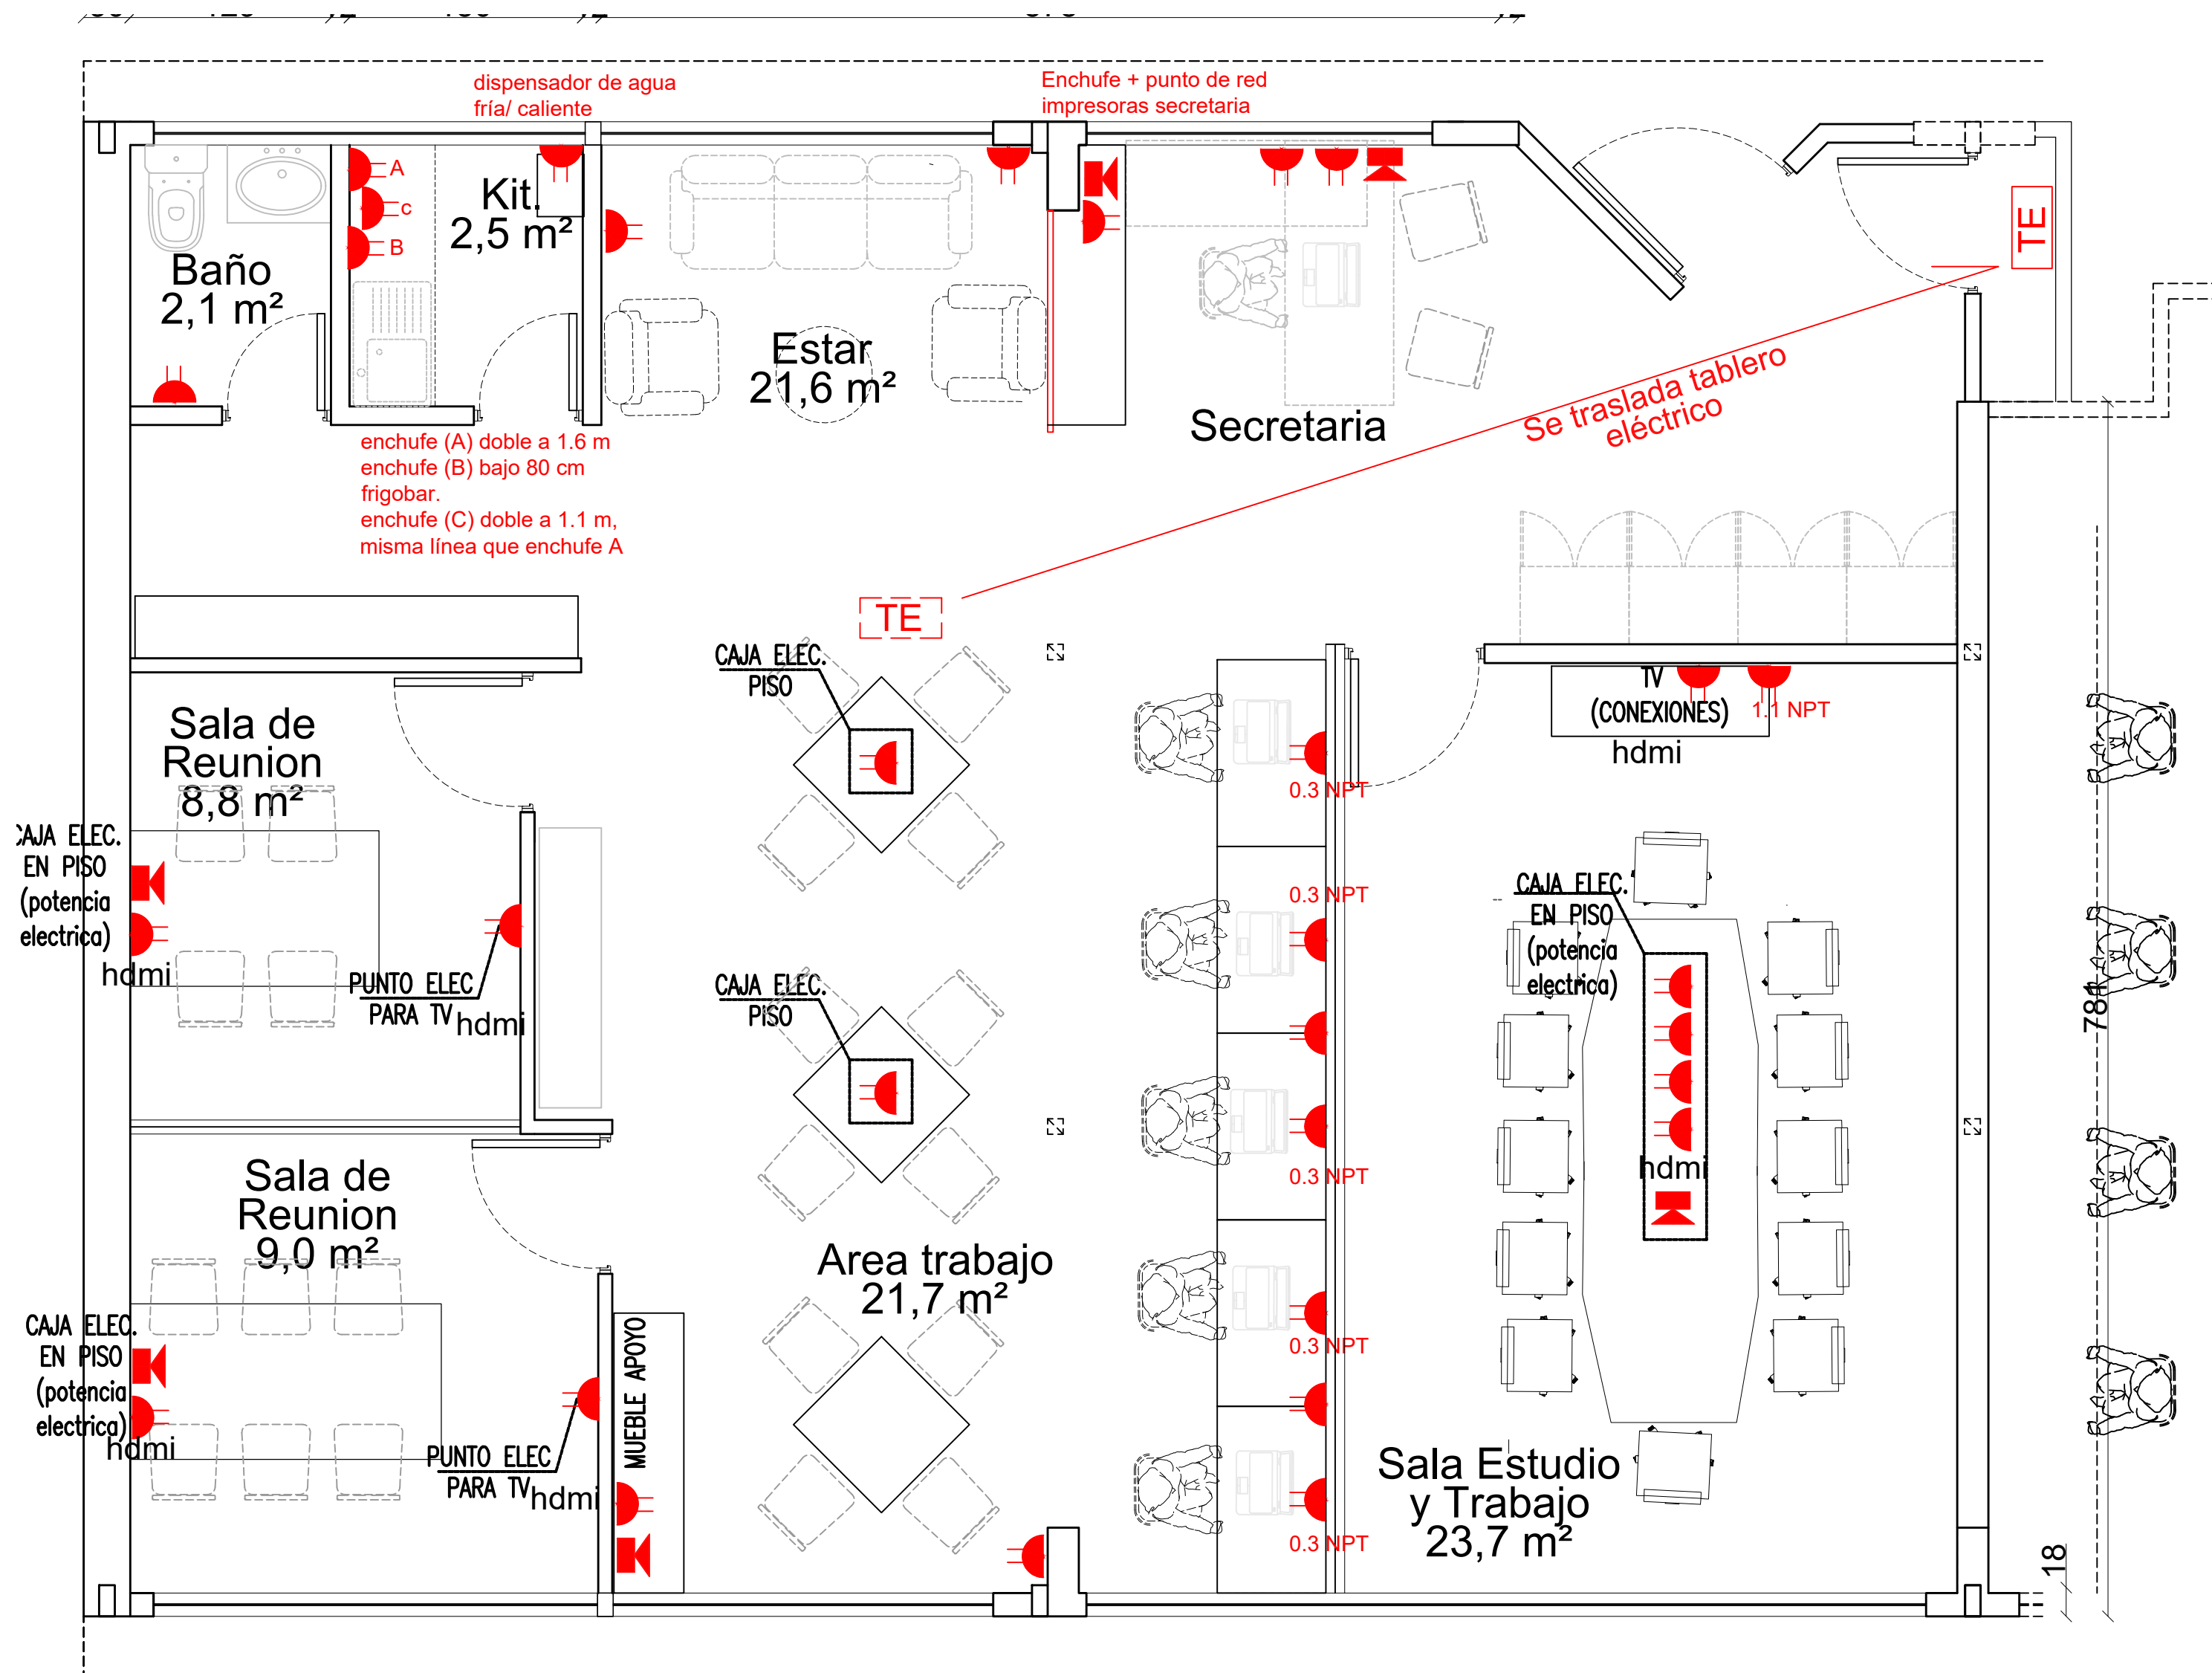 dispensador de agua
fría/ caliente
Enchufe + punto de red
impresoras secretaria
A
c
B
Kit.
2,5 m²
Baño
2,1 m²
TE
Estar
21,6 m²
Secretaria
Se traslada tablero
eléctrico
enchufe (A) doble a 1.6 m
enchufe (B) bajo 80 cm
frigobar.
enchufe (C) doble a 1.1 m,
misma línea que enchufe A
TE
CAJA ELEC.
PISO
TV
(CONEXIONES)
1.1 NPT
hdmi
Sala de
Reunion
8,8 m²
0.3 NPT
CAJA ELEC.
EN PISO
(potencia
electrica)
hdmi
PUNTO ELEC
PARA TV
hdmi
0.3 NPT
CAJA ELEC.
EN PISO
(potencia
electrica)
CAJA ELEC.
PISO
781
hdmi
0.3 NPT
Sala de
Reunion
9,0 m²
Area trabajo
21,7 m²
CAJA ELEC.
EN PISO
(potencia
electrica)
hdmi
MUEBLE APOYO
0.3 NPT
PUNTO ELEC
PARA TV
hdmi
Sala Estudio
y Trabajo
23,7 m²
0.3 NPT
18